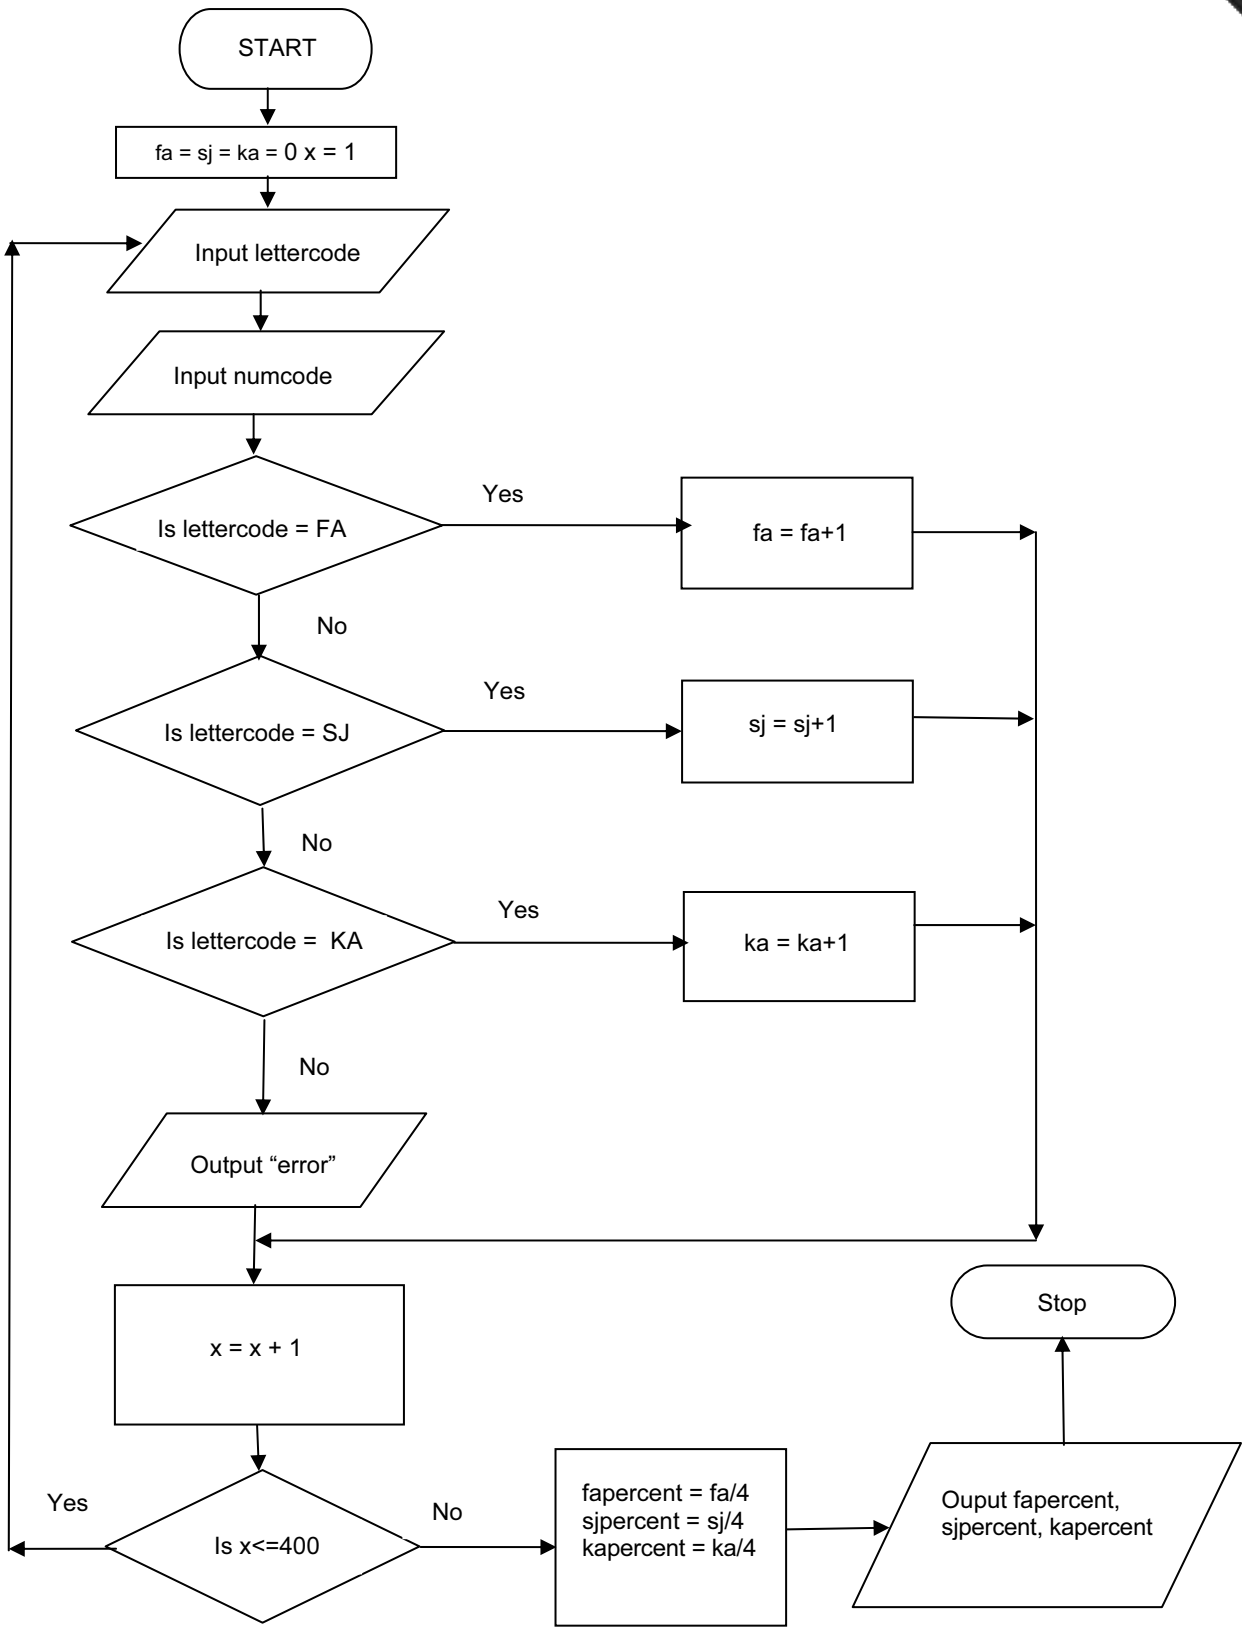 START
fa = sj = ka = 0 x = 1
Input lettercode
Input numcode
Is lettercode = FA
Yes
fa = fa+1
No
Is lettercode = SJ
Yes
sj = sj+1
No
Is lettercode = KA
Yes
ka = ka+1
No
Output “error”
x = x + 1
Is x<=400
Yes
No
fapercent = fa/4
sjpercent = sj/4
kapercent = ka/4
Ouput fapercent,
sjpercent, kapercent
Stop